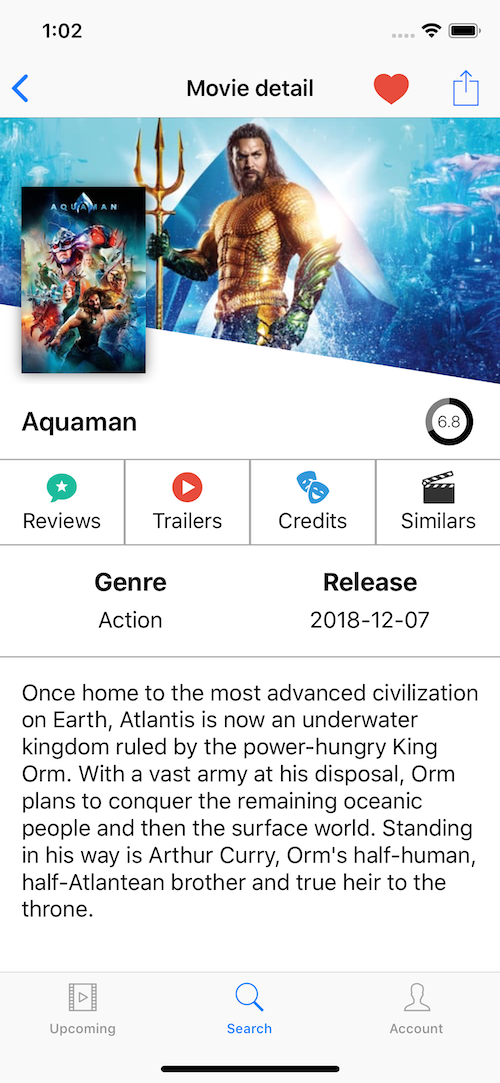 1:02
Movie detail
AQUAMAN
Aquaman
6.8
Reviews
Trailers
Credits
Similars
Genre
Release
Action
2018-12-07
Once home to the most advanced civilization
on Earth, Atlantis is now an underwater
kingdom ruled by the power-hungry King
Orm. With a vast army at his disposal, Orm
plans to conquer the remaining oceanic
people and then the surface world. Standing
in his way is Arthur Curry, Orm's half-human,
half-Atlantean brother and true heir to the
throne.
Upcoming
Search
Account